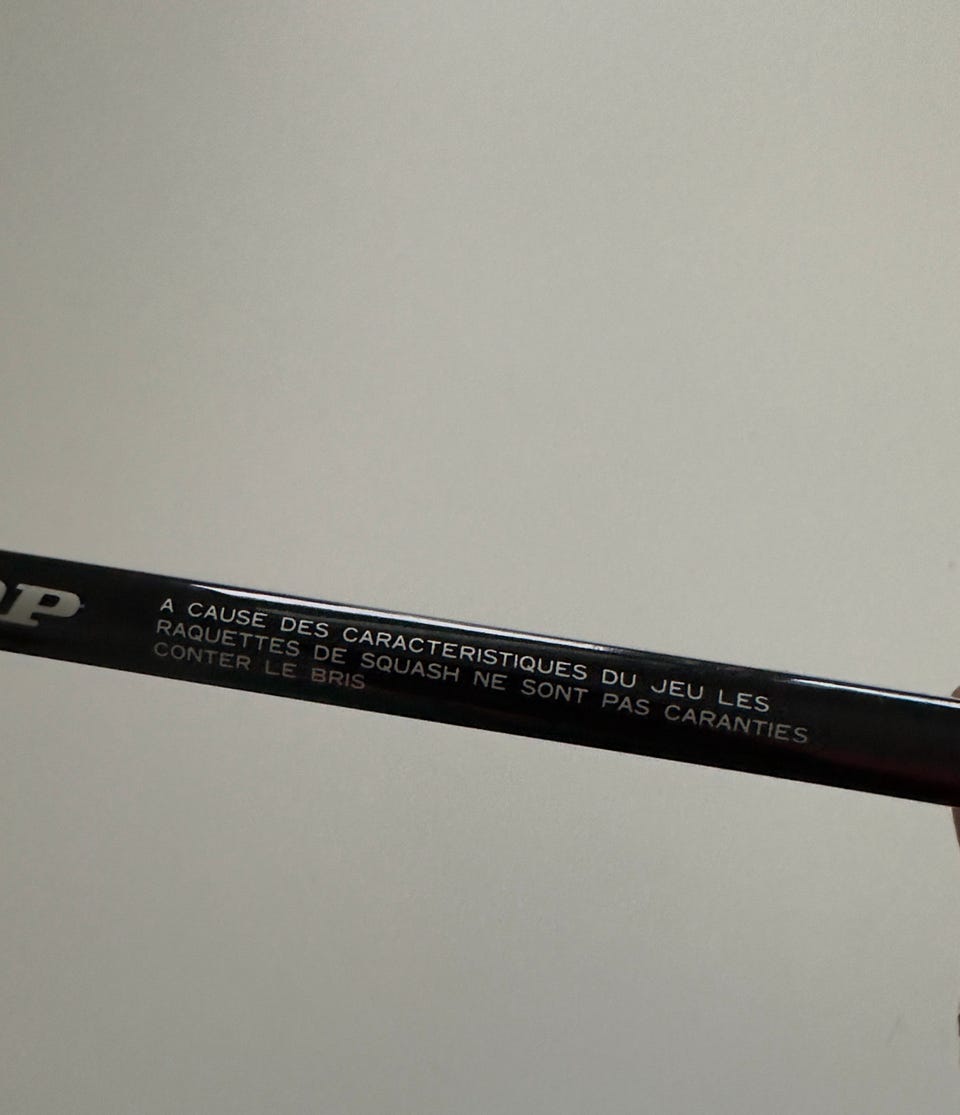 P
A CAUSE DES CARACTERISTIQUES DU JEU LES
RAQUETTES DE SQUASH NE SONT PAS CARANTIES
CONTER LE BRIS